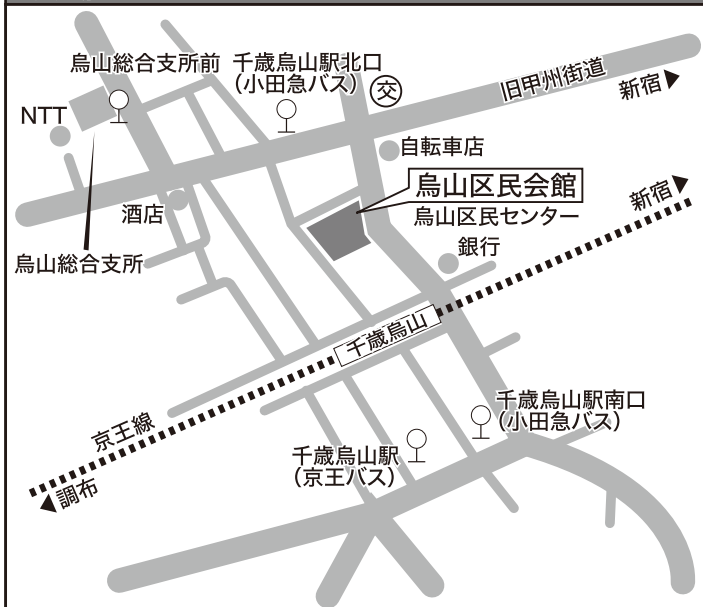 烏山総合支所前
千歳烏山駅北口
（小田急バス）
交
旧甲州街道
新宿▶
NTT
自転車店
烏山区民会館
烏山区民センター
新宿▶
酒店
銀行
烏山総合支所
千歳烏山
京王線
千歳烏山駅南口
（小田急バス）
千歳烏山駅
（京王バス）
◀調布